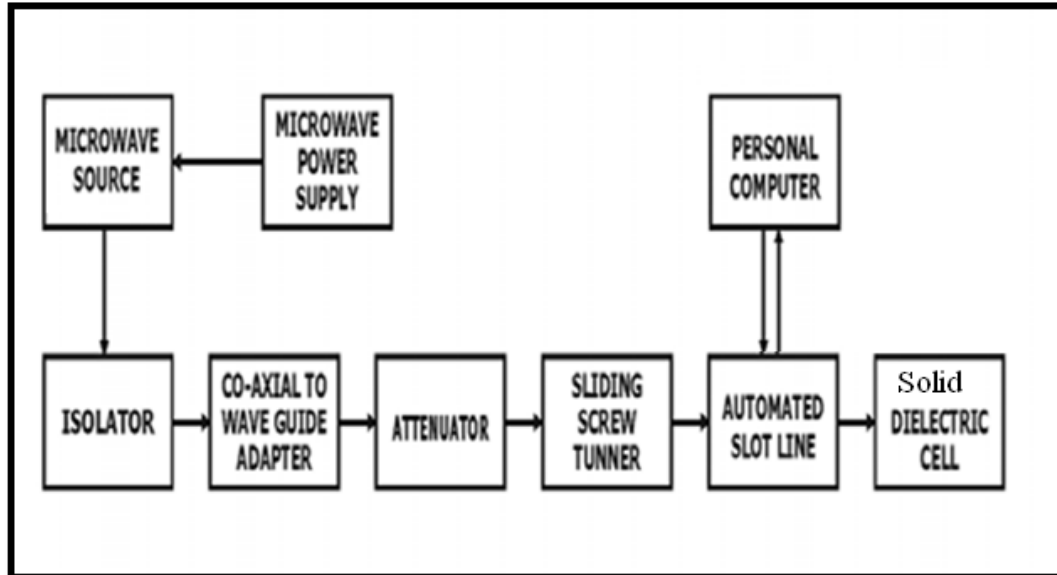 MICROWAVE
SOURCE
MICROWAVE
POWER
SUPPLY
PERSONAL
COMPUTER
ISOLATOR
CO-AXIAL TO
WAVE GUIDE
ADAPTER
ATTENUATOR
SLIDING
SCREW
TUNNER
AUTOMATED
SLOT LINE
Solid
DIELECTRIC
CELL